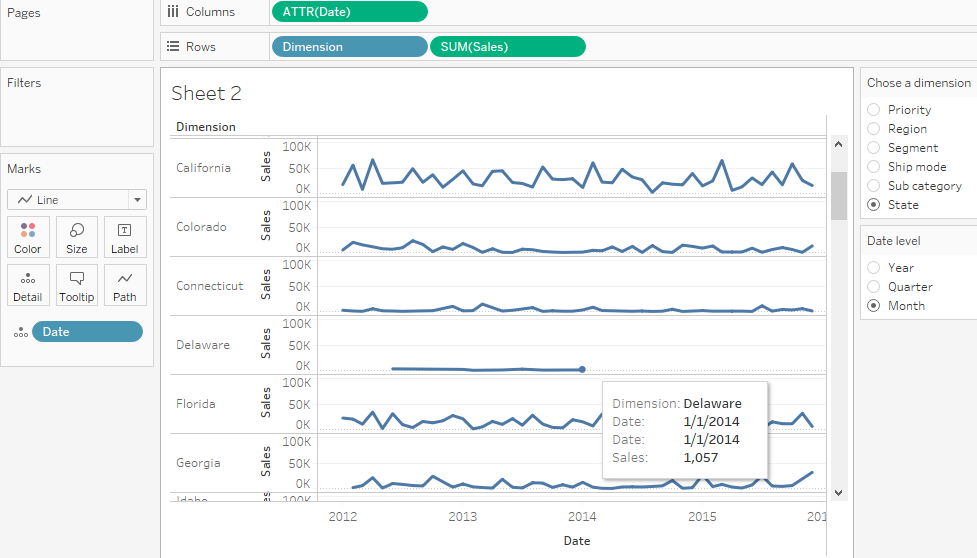 Pages
Columns
ATTR(Date)
Rows
Dimension
SUM(Sales)
Filters
Marks
Line
Color
Size
Label
Detail
Tooltip
Path
Date
Sheet 2
Dimension
California
Sales
100K
50K
0K
Colorado
Sales
100K
50K
0K
Connecticut
Sales
100K
50K
0K
Delaware
Sales
100K
50K
0K
Florida
Sales
100K
50K
0K
Georgia
Sales
100K
50K
0K
Idaho
100K
Dimension: Delaware
Date: 1/1/2014
Date: 1/1/2014
Sales: 1,057
2012 2013 2014 2015 201
Date
Chose a dimension
Priority
Region
Segment
Ship mode
Sub category
State
Date level
Year
Quarter
Month